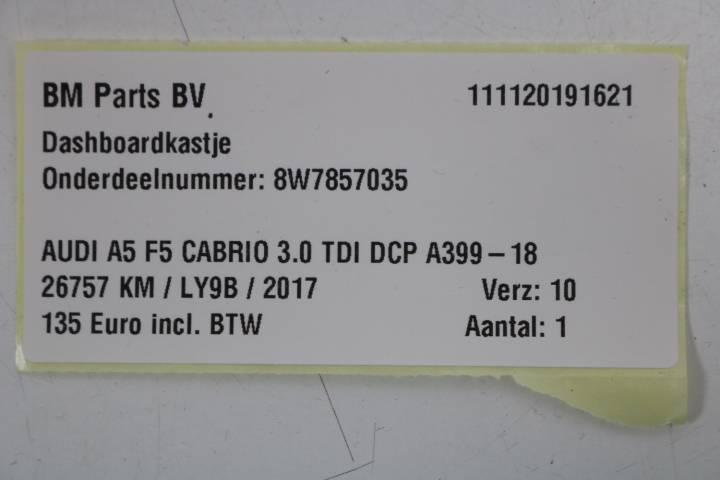 BM Parts BV 111120191621
Dashboardkastje
Onderdeelnummer: 8W7857035
AUDI A5 F5 CABRIO 3.0 TDI DCP A399 – 18
26757 KM / LY9B / 2017 Verz: 10
135 Euro incl. BTW Aantal: 1